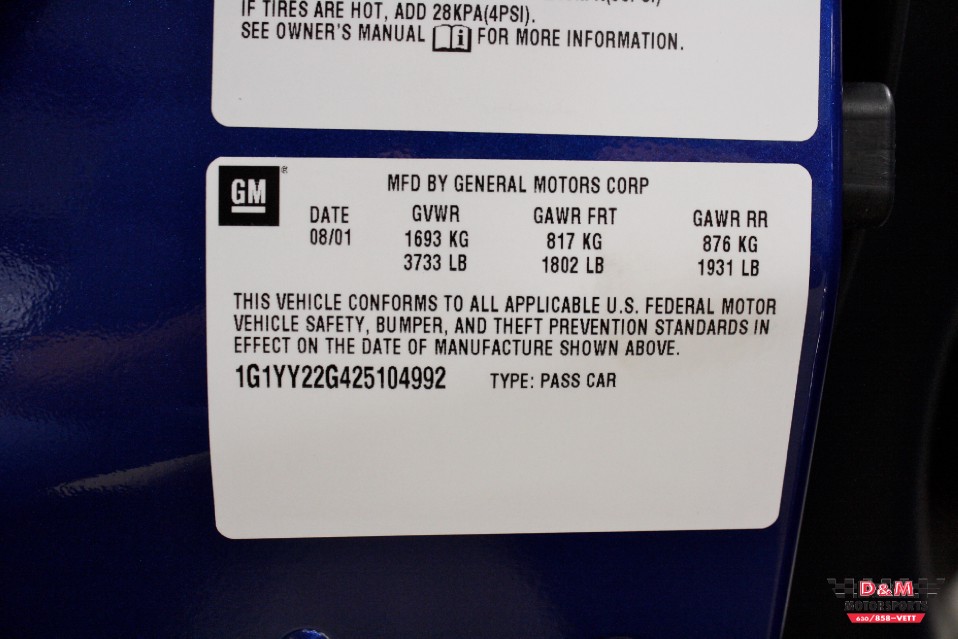 IF TIRES ARE HOT, ADD 28KPA(4PSI).
SEE OWNER'S MANUAL FOR MORE INFORMATION.
GM ®
MFD BY GENERAL MOTORS CORP
DATE GVWR GAWR FRT GAWR RR
08/01 1693 KG 817 KG 876 KG
3733 LB 1802 LB 1931 LB
THIS VEHICLE CONFORMS TO ALL APPLICABLE U.S. FEDERAL MOTOR
VEHICLE SAFETY, BUMPER, AND THEFT PREVENTION STANDARDS IN
EFFECT ON THE DATE OF MANUFACTURE SHOWN ABOVE.
1G1YY22G425104992 TYPE: PASS CAR
D&M
MOTORSPORTS
630/858-VETT